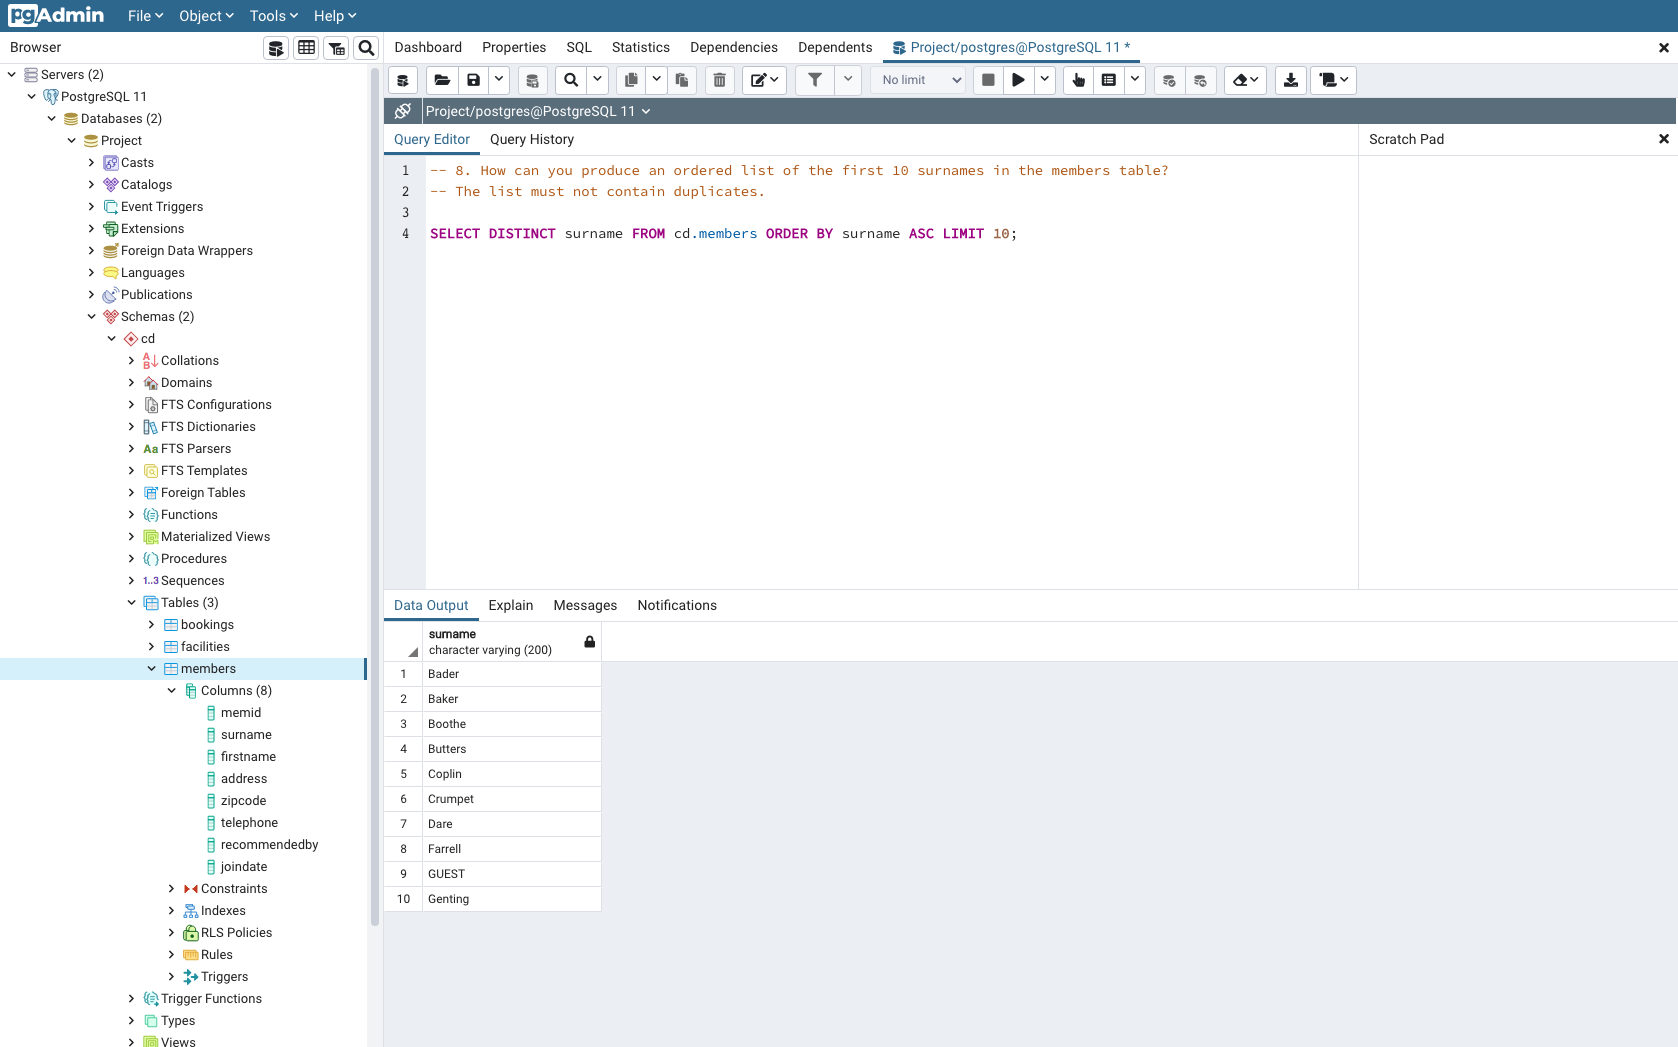 pgAdmin
File
Object
Tools
Help
Browser
Servers (2)
PostgreSQL 11
Databases (2)
Project
Casts
Catalogs
Event Triggers
Extensions
Foreign Data Wrappers
Languages
Publications
Schemas (2)
cd
Collations
Domains
FTS Configurations
FTS Dictionaries
Aa FTS Parsers
FTS Templates
Foreign Tables
Functions
Materialized Views
Procedures
1..3 Sequences
Tables (3)
bookings
facilities
members
Columns (8)
memid
surname
firstname
address
zipcode
telephone
recommendedby
joindate
Constraints
Indexes
RLS Policies
Rules
Triggers
Trigger Functions
Types
Views
Dashboard
Properties
SQL
Statistics
Dependencies
Dependents
Project/postgres@PostgreSQL 11 *
No limit
Project/postgres@PostgreSQL 11
Query Editor
Query History
Scratch Pad
1 -- 8. How can you produce an ordered list of the first 10 surnames in the members table?
2 -- The list must not contain duplicates.
3
4 SELECT DISTINCT surname FROM cd.members ORDER BY surname ASC LIMIT 10;
Data Output
Explain
Messages
Notifications
surname
character varying (200)
1 Bader
2 Baker
3 Boothe
4 Butters
5 Coplin
6 Crumpet
7 Dare
8 Farrell
9 GUEST
10 Genting